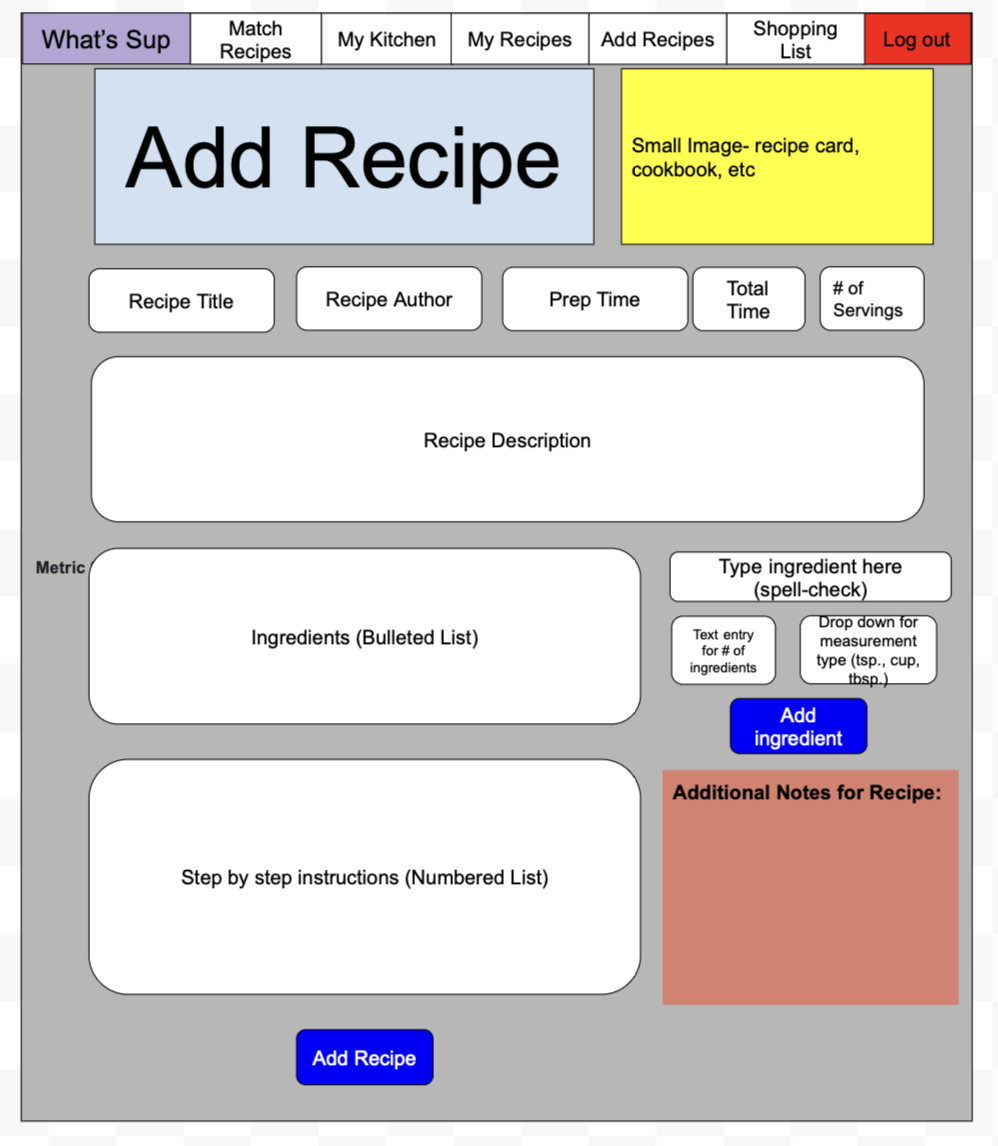 What's Sup
Match
Recipes
My Kitchen
My Recipes
Add Recipes
Shopping
List
Log out
Add Recipe
Small Image- recipe card,
cookbook, etc
Recipe Title
Recipe Author
Prep Time
Total
Time
# of
Servings
Recipe Description
Metric
Ingredients (Bulleted List)
Type ingredient here
(spell-check)
Text entry
for # of
ingredients
Drop down for
measurement
type (tsp., cup,
tbsp.)
Add
ingredient
Step by step instructions (Numbered List)
Additional Notes for Recipe:
Add Recipe